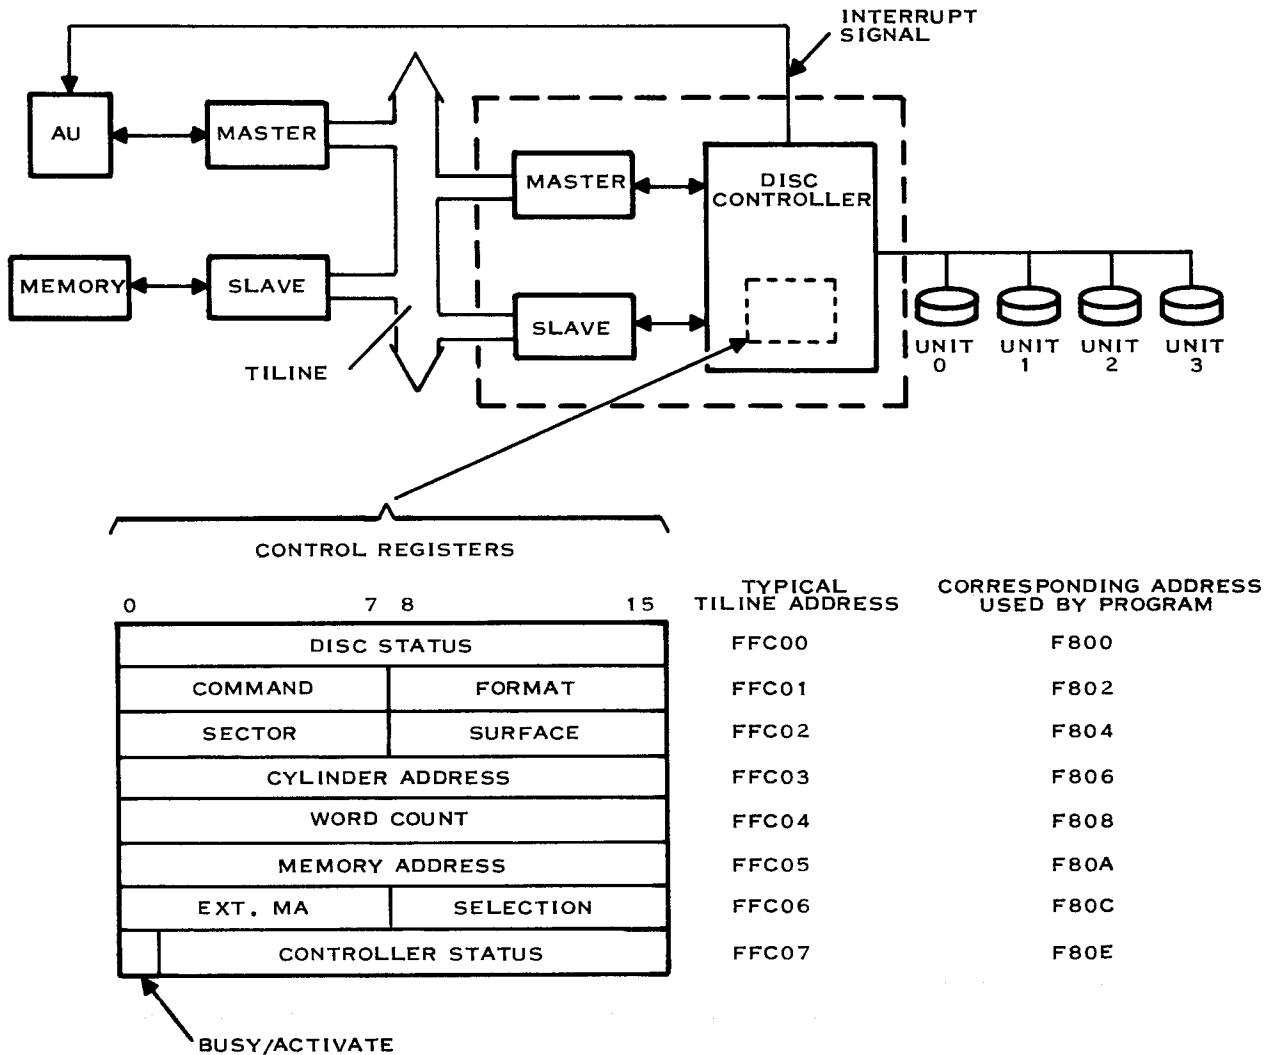 INTERRUPT
SIGNAL
AU
MASTER
MASTER
DISC
CONTROLLER
MEMORY
SLAVE
SLAVE
TILINE
UNIT
0
UNIT
1
UNIT
2
UNIT
3
CONTROL REGISTERS
0 7 8 15
TYPICAL
TILINE ADDRESS
CORRESPONDING ADDRESS
USED BY PROGRAM
DISC STATUS FFC00 F800
COMMAND FORMAT FFC01 F802
SECTOR SURFACE FFC02 F804
CYLINDER ADDRESS FFC03 F806
WORD COUNT FFC04 F808
MEMORY ADDRESS FFC05 F80A
EXT. MA SELECTION FFC06 F80C
CONTROLLER STATUS FFC07 F80E
BUSY/ACTIVATE